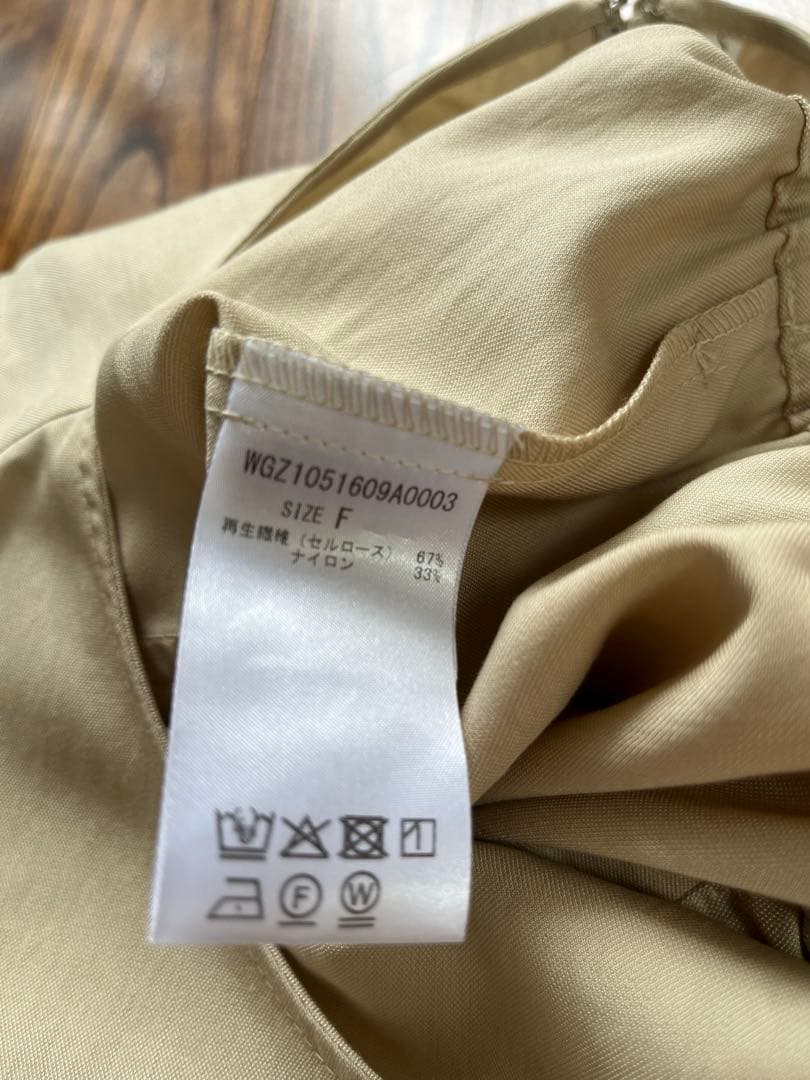 WGZ1051609A0003
SIZE F
再生繊維 (セルロース) 67%
ナイロン 33%
F W